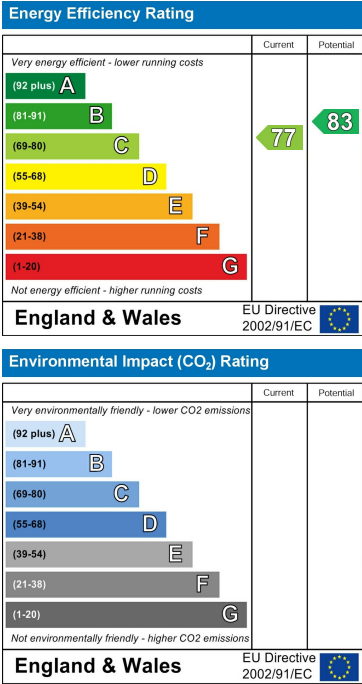 Energy Efficiency Rating
Current Potential
Very energy efficient - lower running costs
(92 plus) A
(81-91) B
(69-80) C
(55-68) D
(39-54) E
(21-38) F
(1-20) G
77
83
Not energy efficient - higher running costs
England & Wales
EU Directive
2002/91/EC
Environmental Impact (CO₂) Rating
Current Potential
Very environmentally friendly - lower CO2 emissions
(92 plus) A
(81-91) B
(69-80) C
(55-68) D
(39-54) E
(21-38) F
(1-20) G
Not environmentally friendly - higher CO2 emissions
England & Wales
EU Directive
2002/91/EC